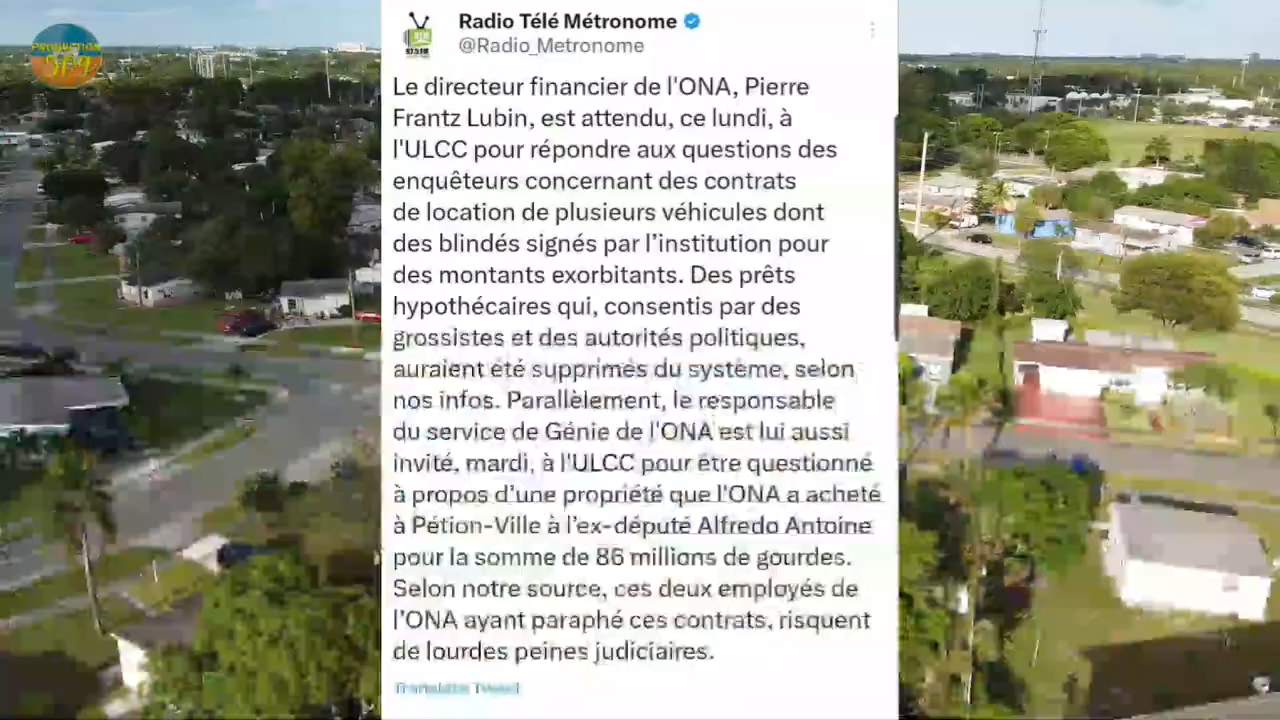 PRODUCTION
Radio Télé Métronome
@Radio_Metronome
Le directeur financier de l'ONA, Pierre
Frantz Lubin, est attendu, ce lundi, à
l'ULCC pour répondre aux questions des
enquêteurs concernant des contrats
de location de plusieurs véhicules dont
des blindés signés par l’institution pour
des montants exorbitants. Des prêts
hypothécaires qui, consentis par des
grossistes et des autorités politiques,
auraient été supprimés du système, selon
nos infos. Parallèlement, le responsable
du service de Génie de l'ONA est lui aussi
invité, mardi, à l'ULCC pour être questionné
à propos d’une propriété que l'ONA a acheté
à Pétion-Ville à l’ex-député Alfredo Antoine
pour la somme de 86 millions de gourdes.
Selon notre source, ces deux employés de
l'ONA ayant paraphé ces contrats, risquent
de lourdes peines judiciaires.
Translate Tweet